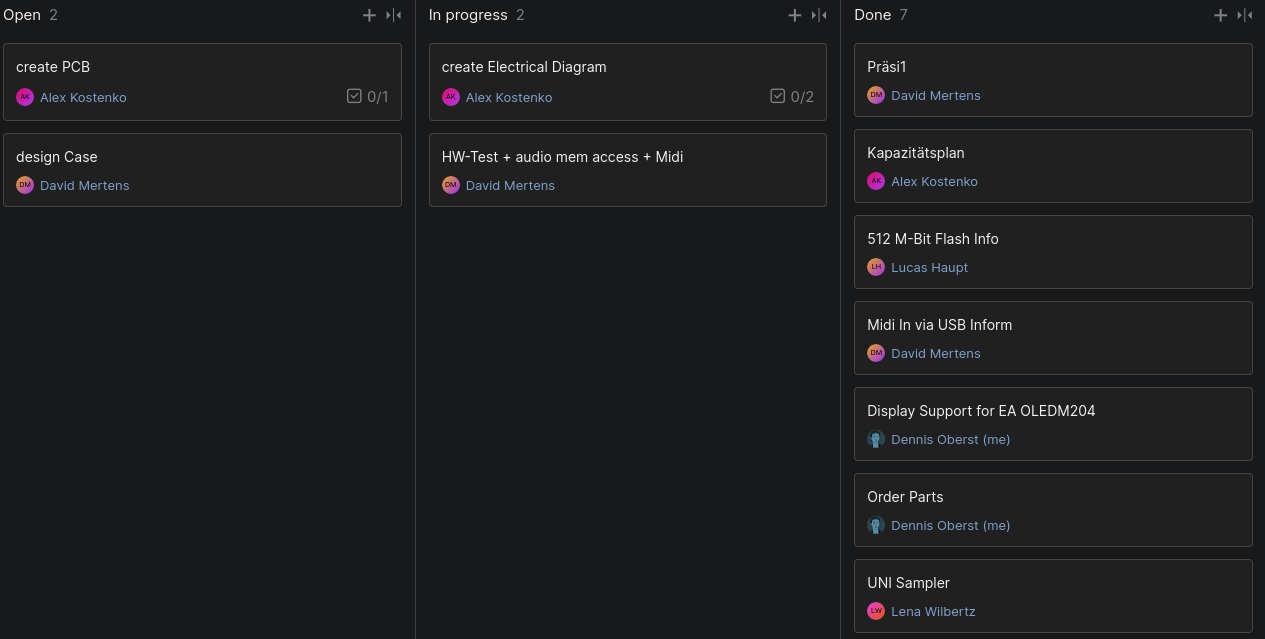 Open 2
create PCB
AK Alex Kostenko 0/1
design Case
DM David Mertens
In progress 2
create Electrical Diagram
AK Alex Kostenko 0/2
HW-Test + audio mem access + Midi
DM David Mertens
Done 7
Präsi1
DM David Mertens
Kapazitätsplan
AK Alex Kostenko
512 M-Bit Flash Info
LH Lucas Haupt
Midi In via USB Inform
DM David Mertens
Display Support for EA OLEDM204
Dennis Oberst (me)
Order Parts
Dennis Oberst (me)
UNI Sampler
LW Lena Wilbertz